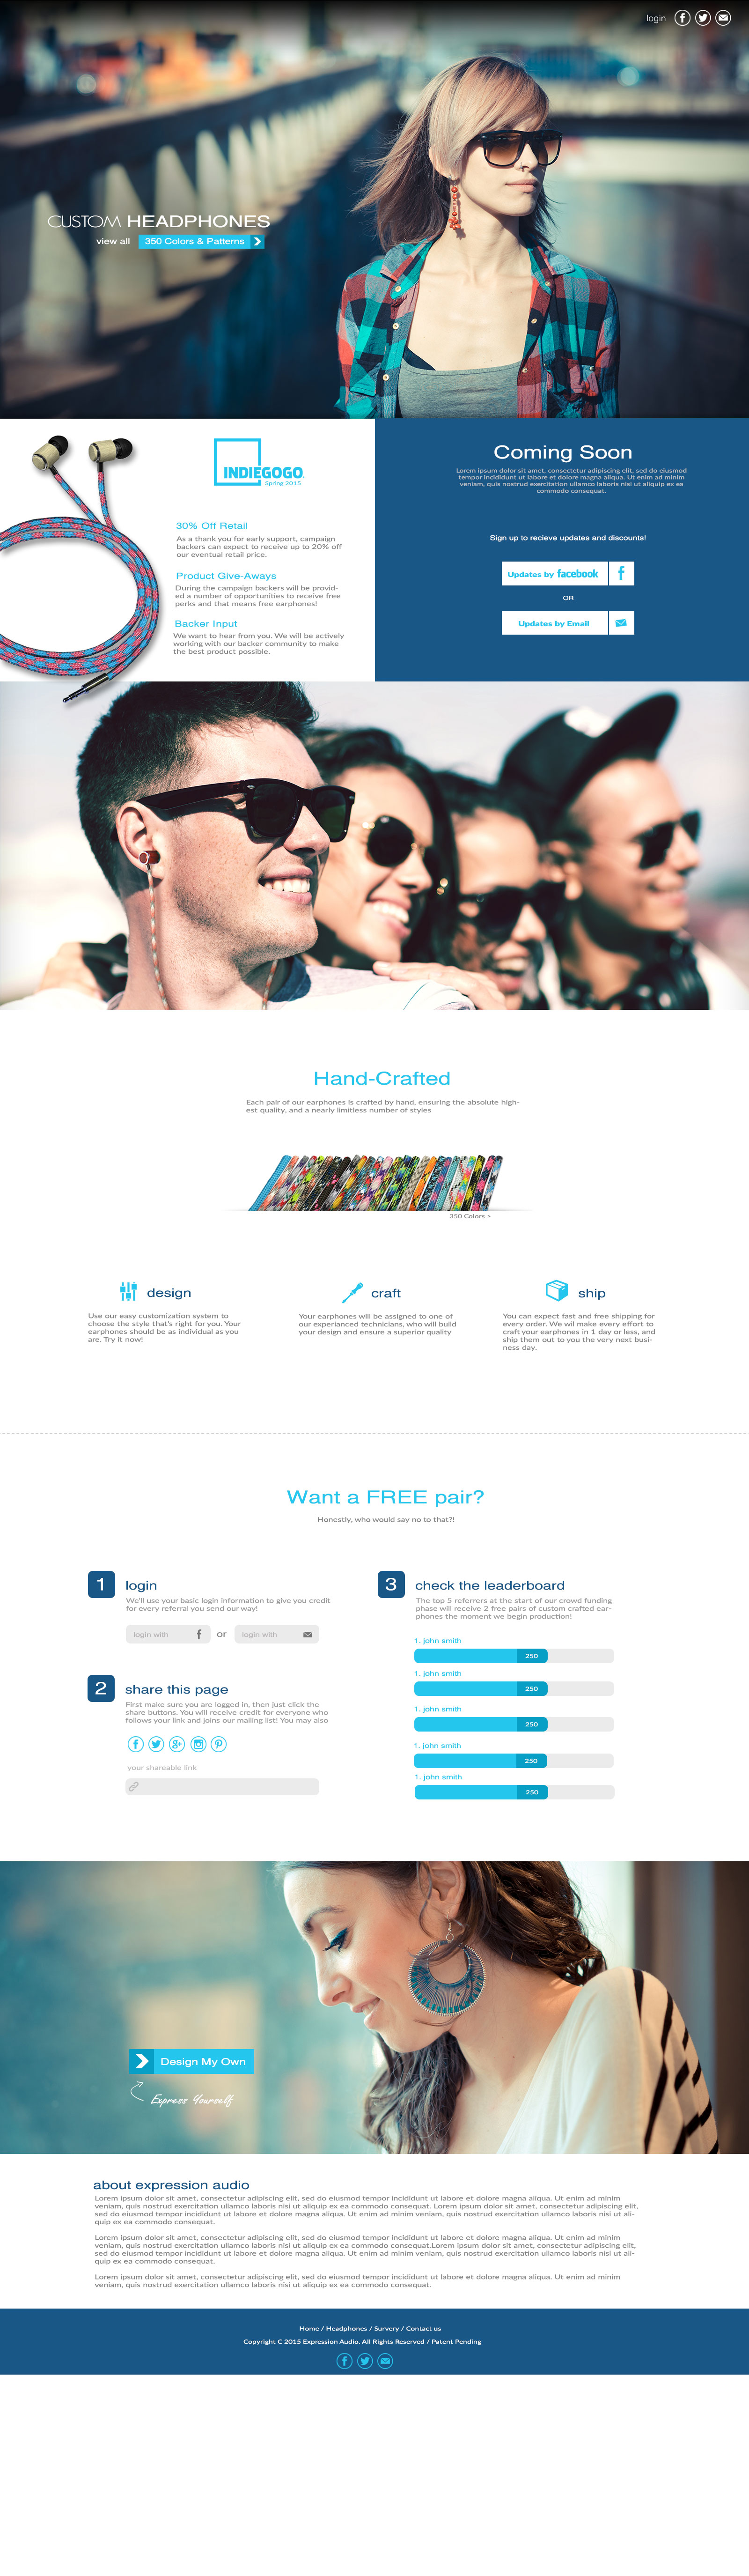 login
CUSTOM HEADPHONES
view all 350 Colors & Patterns
INDIEGOGO
Spring 2015
30% Off Retail
As a thank you for early support, campaign
backers can expect to receive up to 20% off
our eventual retail price.
Product Give-Aways
During the campaign backers will be provid-
ed a number of opportunities to receive free
perks and that means free earphones!
Backer Input
We want to hear from you. We will be actively
working with our backer community to make
the best product possible.
Coming Soon
Lorem ipsum dolor sit amet, consectetur adipiscing elit, sed do eiusmod
tempor incididunt ut labore et dolore magna aliqua. Ut enim ad minim
veniam, quis nostrud exercitation ullamco laboris nisi ut aliquip ex ea
commodo consequat.
Sign up to recieve updates and discounts!
Updates by facebook
OR
Updates by Email
Hand-Crafted
Each pair of our earphones is crafted by hand, ensuring the absolute high-
est quality, and a nearly limitless number of styles
350 Colors >
design
Use our easy customization system to
choose the style that's right for you. Your
earphones should be as individual as you
are. Try it now!
craft
Your earphones will be assigned to one of
our experianced technicians, who will build
your design and ensure a superior quality
ship
You can expect fast and free shipping for
every order. We wil make every effort to
craft your earphones in 1 day or less, and
ship them out to you the very next busi-
ness day.
Want a FREE pair?
Honestly, who would say no to that?!
1 login
We'll use your basic login information to give you credit
for every referral you send our way!
login with or login with
2 share this page
First make sure you are logged in, then just click the
share buttons. You will receive credit for everyone who
follows your link and joins our mailing list! You may also
your shareable link
3 check the leaderboard
The top 5 referrers at the start of our crowd funding
phase will receive 2 free pairs of custom crafted ear-
phones the moment we begin production!
1. john smith
250
1. john smith
250
1. john smith
250
1. john smith
250
1. john smith
250
Design My Own
Express Yourself
about expression audio
Lorem ipsum dolor sit amet, consectetur adipiscing elit, sed do eiusmod tempor incididunt ut labore et dolore magna aliqua. Ut enim ad minim
veniam, quis nostrud exercitation ullamco laboris nisi ut aliquip ex ea commodo consequat. Lorem ipsum dolor sit amet, consectetur adipiscing elit,
sed do eiusmod tempor incididunt ut labore et dolore magna aliqua. Ut enim ad minim veniam, quis nostrud exercitation ullamco laboris nisi ut ali-
quip ex ea commodo consequat.
Lorem ipsum dolor sit amet, consectetur adipiscing elit, sed do eiusmod tempor incididunt ut labore et dolore magna aliqua. Ut enim ad minim
veniam, quis nostrud exercitation ullamco laboris nisi ut aliquip ex ea commodo consequat.Lorem ipsum dolor sit amet, consectetur adipiscing elit,
sed do eiusmod tempor incididunt ut labore et dolore magna aliqua. Ut enim ad minim veniam, quis nostrud exercitation ullamco laboris nisi ut ali-
quip ex ea commodo consequat.
Lorem ipsum dolor sit amet, consectetur adipiscing elit, sed do eiusmod tempor incididunt ut labore et dolore magna aliqua. Ut enim ad minim
veniam, quis nostrud exercitation ullamco laboris nisi ut aliquip ex ea commodo consequat.
Home / Headphones / Survery / Contact us
Copyright C 2015 Expression Audio. All Rights Reserved / Patent Pending